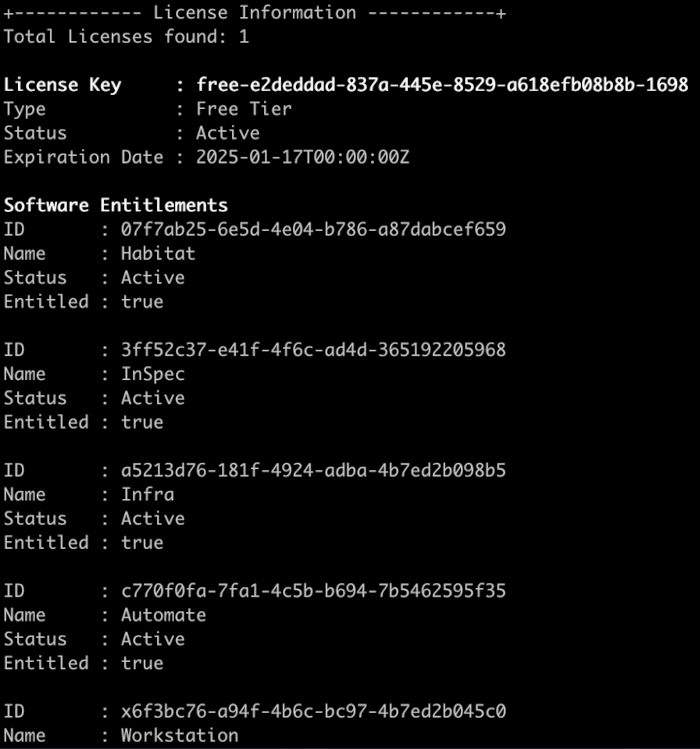 +------------ License Information ------------+
Total Licenses found: 1
License Key     : free-e2deddad-837a-445e-8529-a618efb08b8b-1698
Type            : Free Tier
Status          : Active
Expiration Date : 2025-01-17T00:00:00Z
Software Entitlements
ID       : 07f7ab25-6e5d-4e04-b786-a87dabcef659
Name     : Habitat
Status   : Active
Entitled : true
ID       : 3ff52c37-e41f-4f6c-ad4d-365192205968
Name     : InSpec
Status   : Active
Entitled : true
ID       : a5213d76-181f-4924-adba-4b7ed2b098b5
Name     : Infra
Status   : Active
Entitled : true
ID       : c770f0fa-7fa1-4c5b-b694-7b5462595f35
Name     : Automate
Status   : Active
Entitled : true
ID       : x6f3bc76-a94f-4b6c-bc97-4b7ed2b045c0
Name     : Workstation